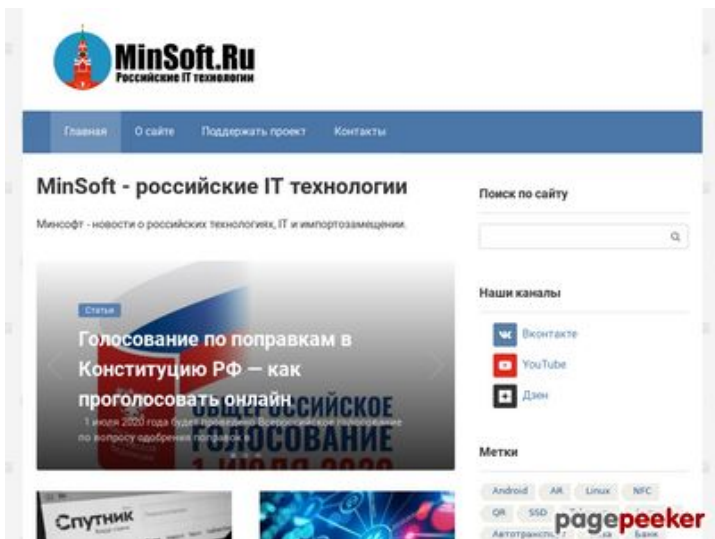 MinSoft.Ru
Российские IT технологии
Главная
О сайте
Поддержать проект
Контакты
MinSoft - российские IT технологии
Минсофт - новости о российских технологиях, IT и импортозамещении.
Статьи
Голосование по поправкам в
Конституцию РФ — как
проголосовать онлайн
1 июля 2020 года будет проведено Всероссийское голосование
по вопросу одобрения поправок в
ОБЩЕРОССИЙСКОЕ
ГОЛОСОВАНИЕ
1 ИЮЛЯ 2020
Спутник
Поиск по сайту
Наши каналы
Вконтакте
YouTube
Дзен
Метки
Android AR Linux NFC
QR SSD
Банк
pagepeeker